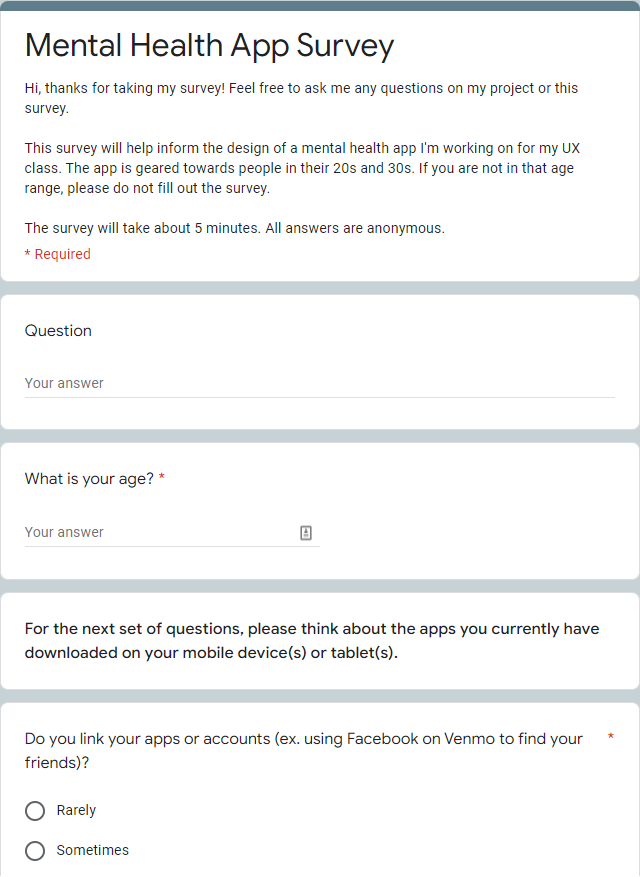 Mental Health App Survey
Hi, thanks for taking my survey! Feel free to ask me any questions on my project or this
survey.
This survey will help inform the design of a mental health app I'm working on for my UX
class. The app is geared towards people in their 20s and 30s. If you are not in that age
range, please do not fill out the survey.
The survey will take about 5 minutes. All answers are anonymous.
* Required
Question
Your answer
What is your age? *
Your answer
For the next set of questions, please think about the apps you currently have
downloaded on your mobile device(s) or tablet(s).
Do you link your apps or accounts (ex. using Facebook on Venmo to find your *
friends)?
Rarely
Sometimes